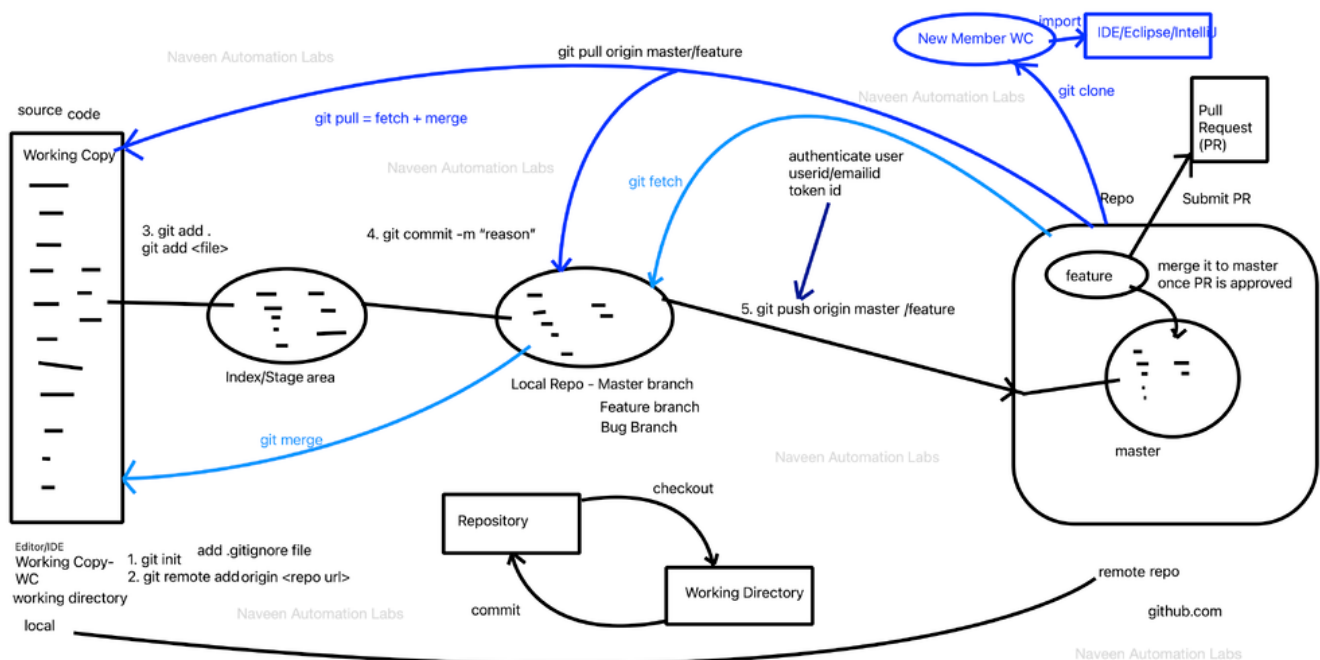 New Member WC
import
IDE/Eclipse/IntelliJ
git pull origin master/feature
Naveen Automation Labs
git clone
Naveen Automation Labs
source code
git pull = fetch + merge
Pull
Request
(PR)
Working Copy
Naveen Automation Labs
authenticate user
userid/emailid
token id
git fetch
Repo
Submit PR
3. git add .
git add <file>
4. git commit -m “reason”
feature
merge it to master
once PR is approved
5. git push origin master /feature
Index/Stage area
Local Repo - Master branch
Feature branch
Bug Branch
git merge
master
Naveen Automation Labs
checkout
Repository
Editor/IDE
Working Copy-
WC
working directory
local
1. git init
add .gitignore file
2. git remote add origin <repo url>
Working Directory
commit
Naveen Automation Labs
remote repo
github.com
Naveen Automation Labs